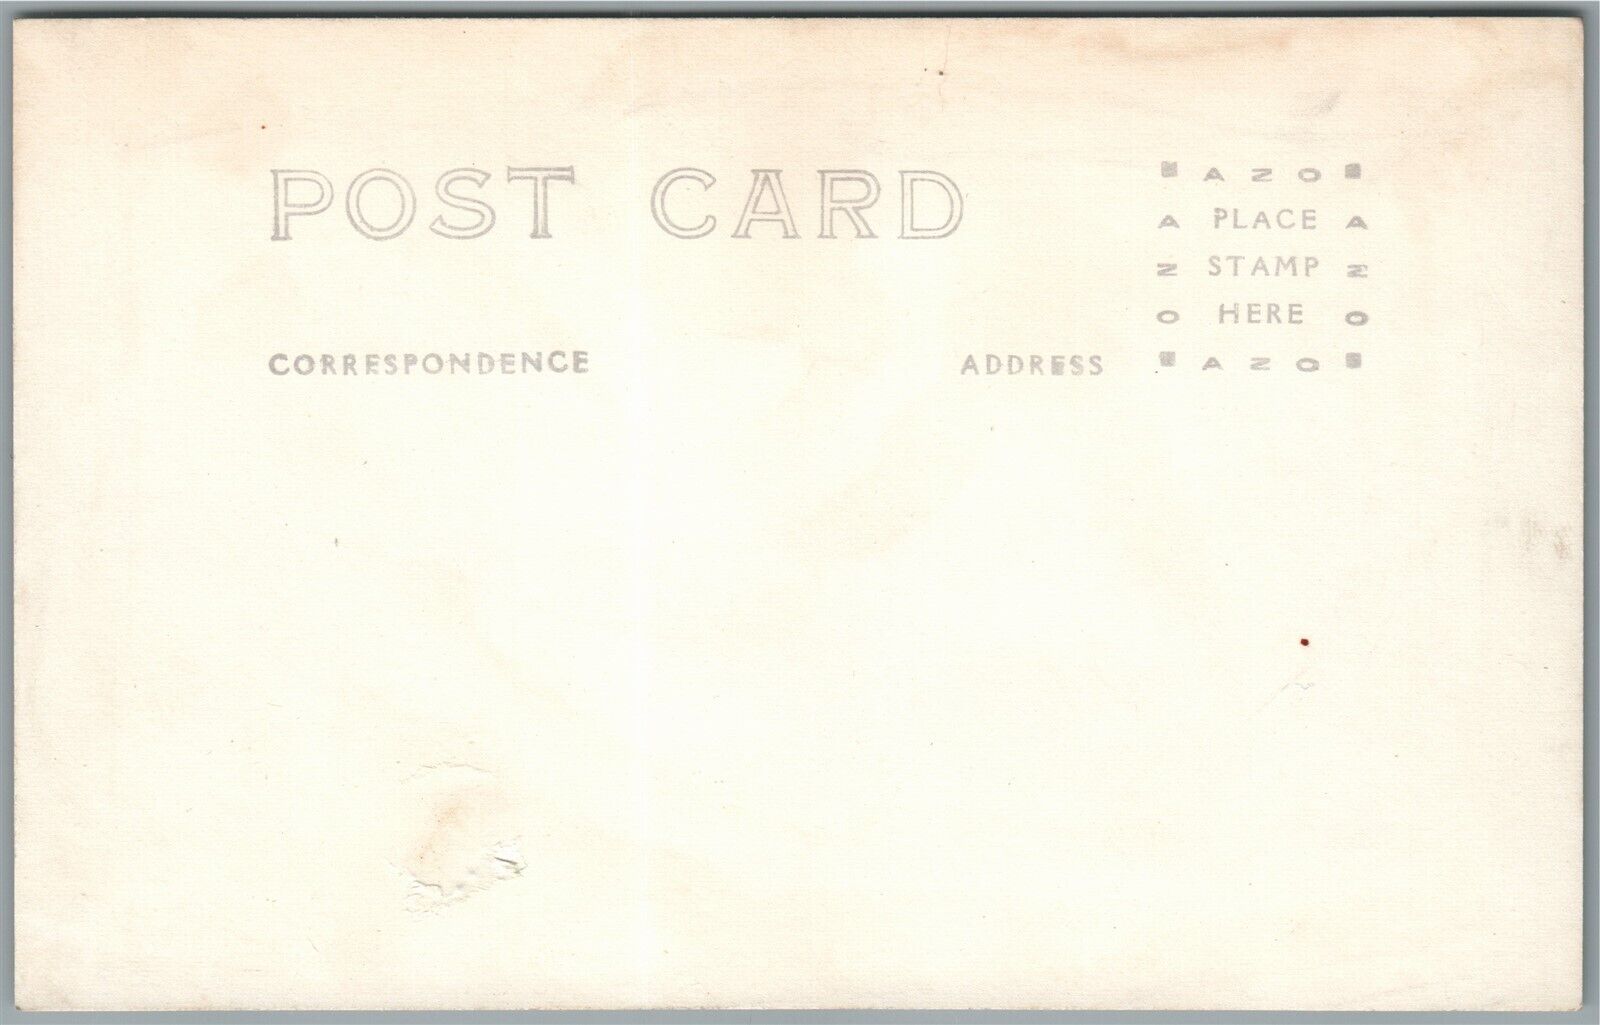 POST CARD
AZO
A PLACE A
N STAMP N
O HERE O
CORRESPONDENCE
ADDRESS
AZO